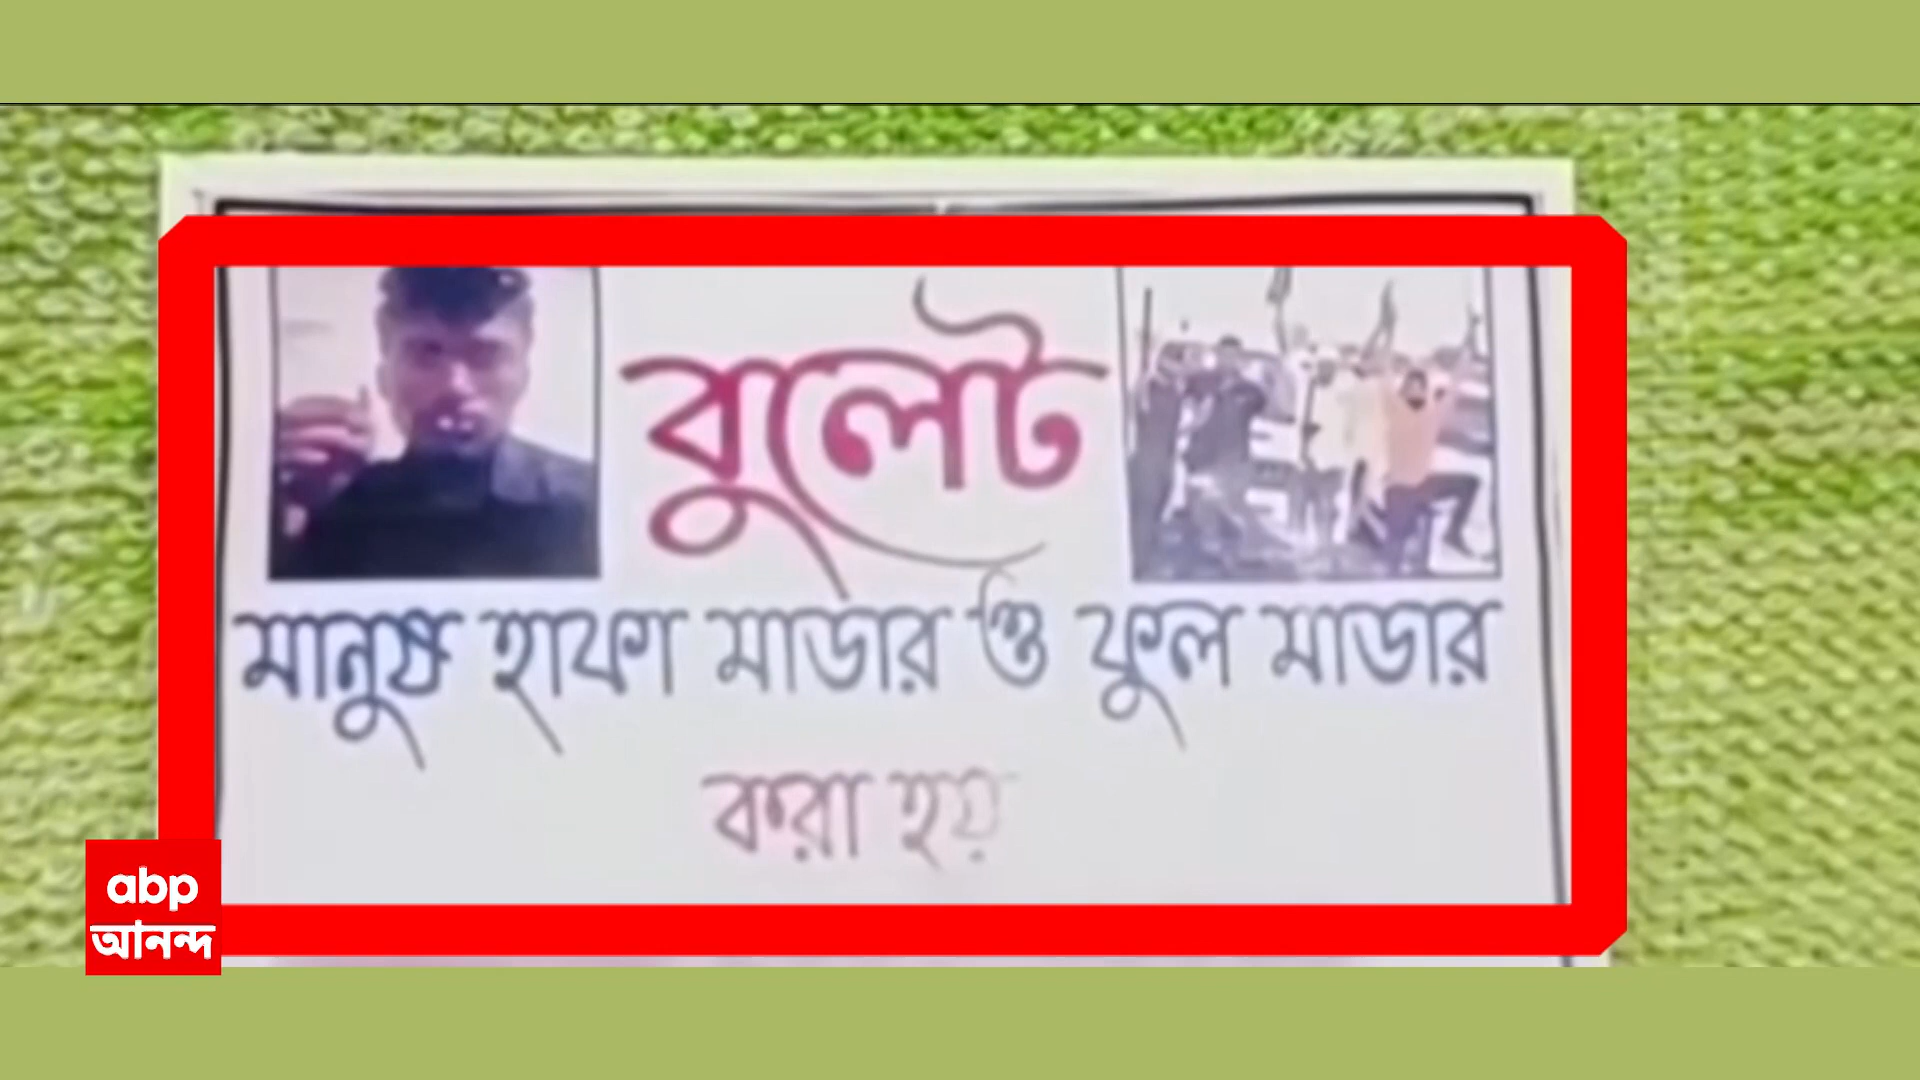 বুলেট
মানুষ হাফা মাডার ও ফুল মাডার
করা হয়
abp
আনন্দ